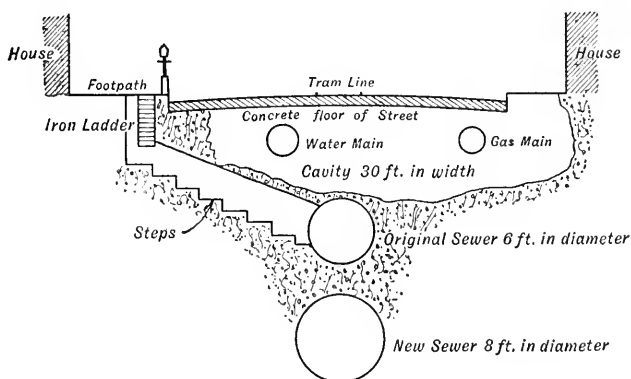 House
House
Footpath
Tram Line
Iron Ladder
Concrete floor of Street
Water Main
Gas Main
Cavity 30 ft. in width
Steps
Original Sewer 6 ft. in diameter
New Sewer 8 ft. in diameter